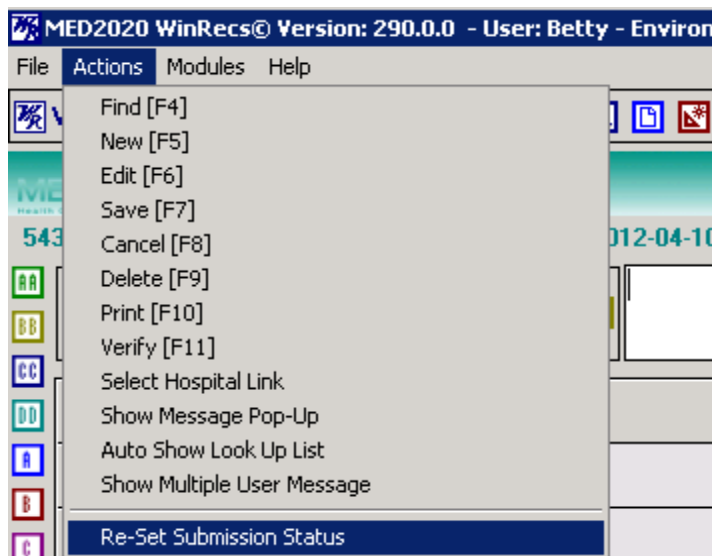 MED2020 WinRecs© Version: 290.0.0 - User: Betty - Environ
File Actions Modules Help
Find [F4]
New [F5]
Edit [F6]
Save [F7]
Cancel [F8]
Delete [F9]
Print [F10]
Verify [F11]
Select Hospital Link
Show Message Pop-Up
Auto Show Look Up List
Show Multiple User Message
Re-Set Submission Status
ME
543
012-04-10
AA
BB
CC
DD
A
B
C